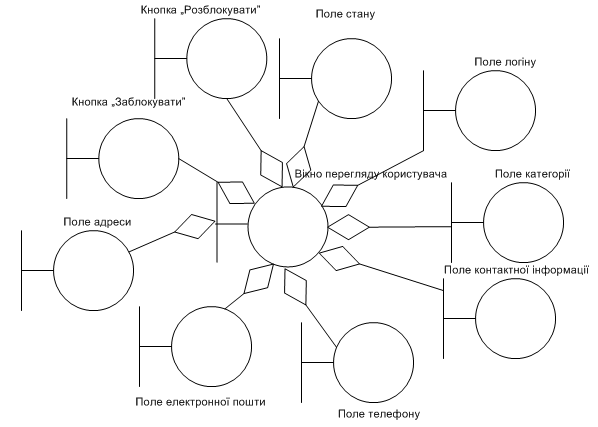 Кнопка „Розблокувати"
Поле стану
Поле логіну
Кнопка „Заблокувати"
Вікно перегляду користувача
Поле категорії
Поле адреси
Поле контактної інформації
Поле електронної пошти
Поле телефону